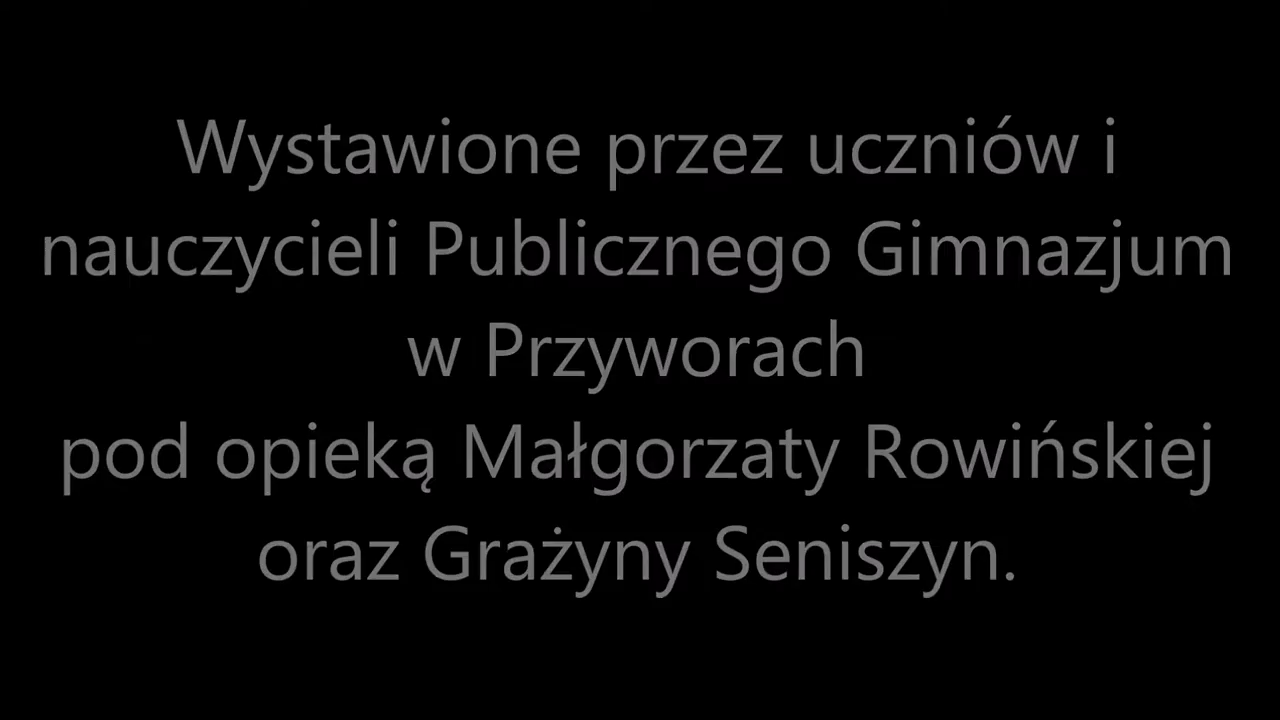 Wystawione przez uczniów i
nauczycieli Publicznego Gimnazjum
w Przyworach
pod opieką Małgorzaty Rowińskiej
oraz Grażyny Seniszyn.